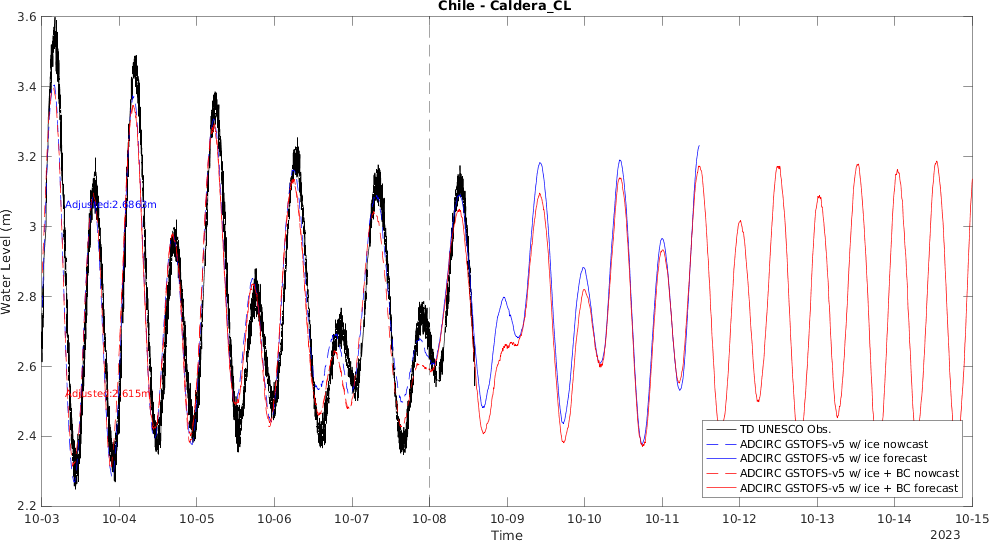 Chile - Caldera_CL
3.6
3.4
3.2
3
2.8
2.6
2.4
2.2
Water Level (m)
Adjusted:2.6863m
Adjusted:2.615m
TD UNESCO Obs.
ADCIRC GSTOFS-v5 w/ ice nowcast
ADCIRC GSTOFS-v5 w/ ice forecast
ADCIRC GSTOFS-v5 w/ ice + BC nowcast
ADCIRC GSTOFS-v5 w/ ice + BC forecast
10-03 10-04 10-05 10-06 10-07 10-08 10-09 10-10 10-11 10-12 10-13 10-14 10-15
Time
2023